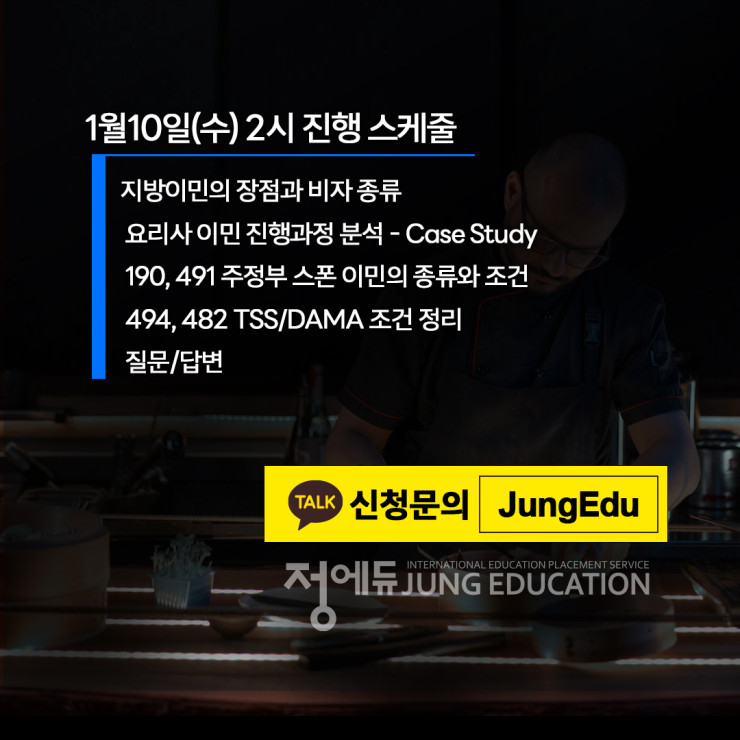 1월10일(수) 2시 진행 스케줄
지방이민의 장점과 비자 종류
요리사 이민 진행과정 분석 - Case Study
190, 491 주정부 스폰 이민의 종류와 조건
494, 482 TSS/DAMA 조건 정리
질문/답변
TALK 신청문의 JungEdu
INTERNATIONAL EDUCATION PLACEMENT SERVICE
정에듀 JUNG EDUCATION